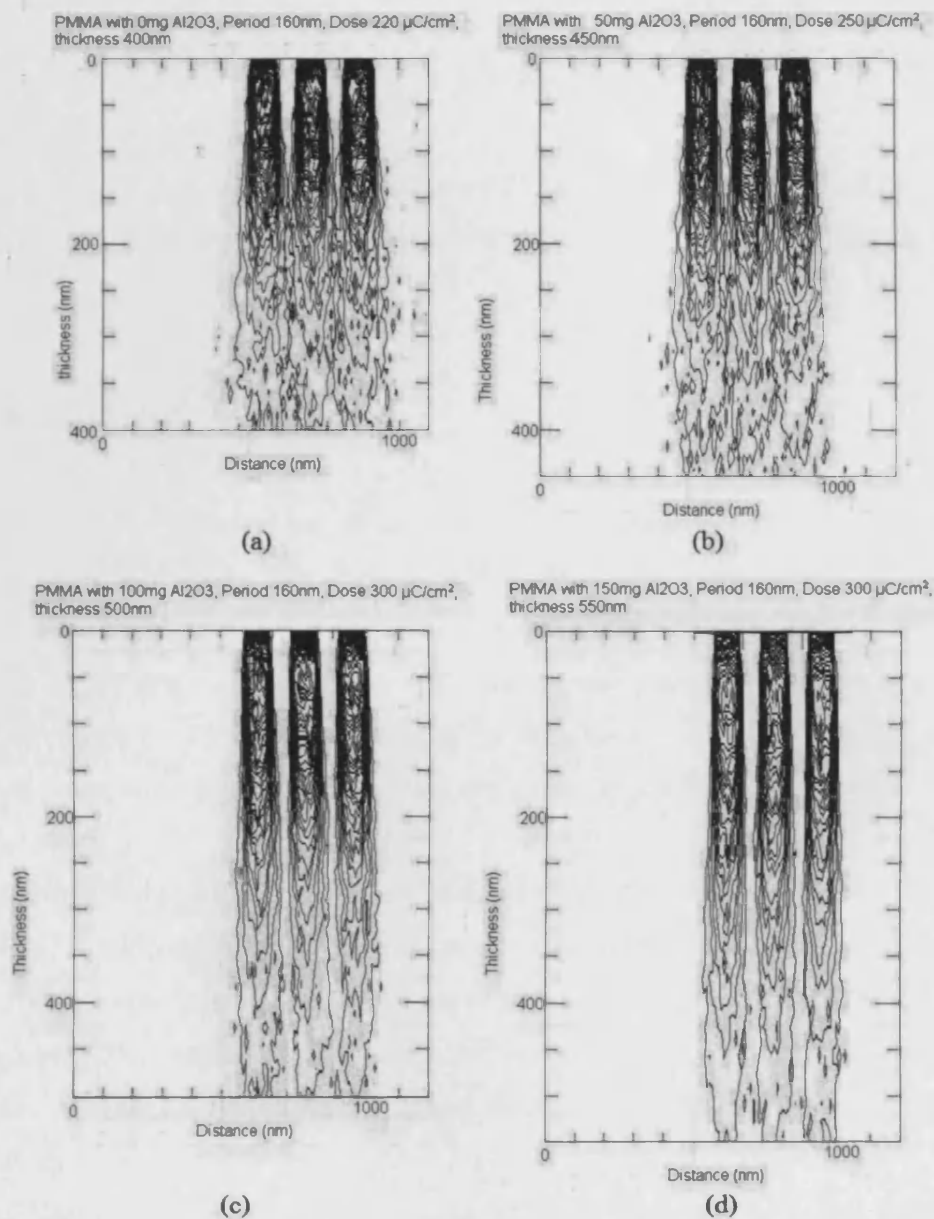 PMMA with 0mg Al2O3, Period 160nm, Dose 220 µC/cm²,
thickness 400nm
0
200
400
thickness (nm)
0
1000
Distance (nm)
(a)
PMMA with 50mg Al2O3, Period 160nm, Dose 250 µC/cm²,
thickness 450nm
0
200
400
Thickness (nm)
0
1000
Distance (nm)
(b)
PMMA with 100mg Al2O3, Period 160nm, Dose 300 µC/cm²,
thickness 500nm
0
200
400
Thickness (nm)
0
1000
Distance (nm)
(c)
PMMA with 150mg Al2O3, Period 160nm, Dose 300 µC/cm²,
thickness 550nm
0
200
400
Thickness (nm)
0
1000
Distance (nm)
(d)